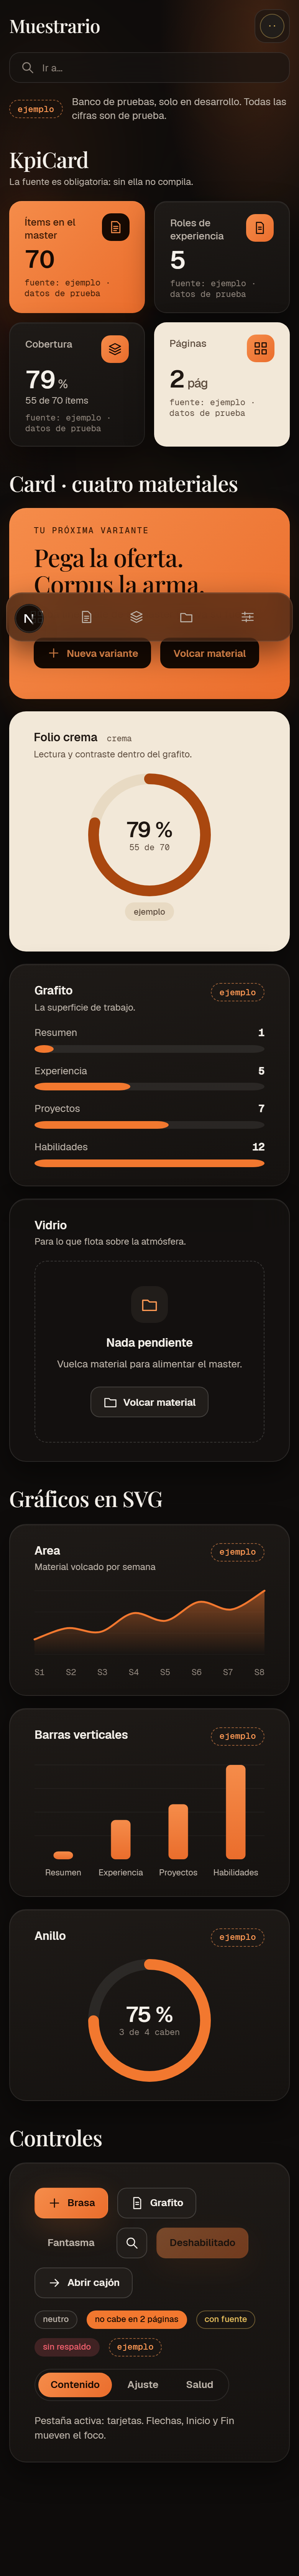 Muestrario
Ir a...
ejemplo
Banco de pruebas, solo en desarrollo. Todas las
cifras son de prueba.
KpiCard
La fuente es obligatoria: sin ella no compila.
Ítems en el
master
70
fuente: ejemplo ·
datos de prueba
Roles de
experiencia
5
fuente: ejemplo ·
datos de prueba
Cobertura
79 %
55 de 70 ítems
fuente: ejemplo ·
datos de prueba
Páginas
2 pág
fuente: ejemplo ·
datos de prueba
Card · cuatro materiales
TU PRÓXIMA VARIANTE
Pega la oferta.
Corpus la arma.
N
Nueva variante
Volcar material
Folio crema crema
Lectura y contraste dentro del grafito.
79 %
55 de 70
ejemplo
Grafito
ejemplo
La superficie de trabajo.
Resumen 1
Experiencia 5
Proyectos 7
Habilidades 12
Vidrio
Para lo que flota sobre la atmósfera.
Nada pendiente
Vuelca material para alimentar el master.
Volcar material
Gráficos en SVG
Area
ejemplo
Material volcado por semana
S1 S2 S3 S4 S5 S6 S7 S8
Barras verticales
ejemplo
Resumen Experiencia Proyectos Habilidades
Anillo
ejemplo
75 %
3 de 4 caben
Controles
Brasa
Grafito
Fantasma
Deshabilitado
Abrir cajón
neutro
no cabe en 2 páginas
con fuente
sin respaldo
ejemplo
Contenido Ajuste Salud
Pestaña activa: tarjetas. Flechas, Inicio y Fin
mueven el foco.